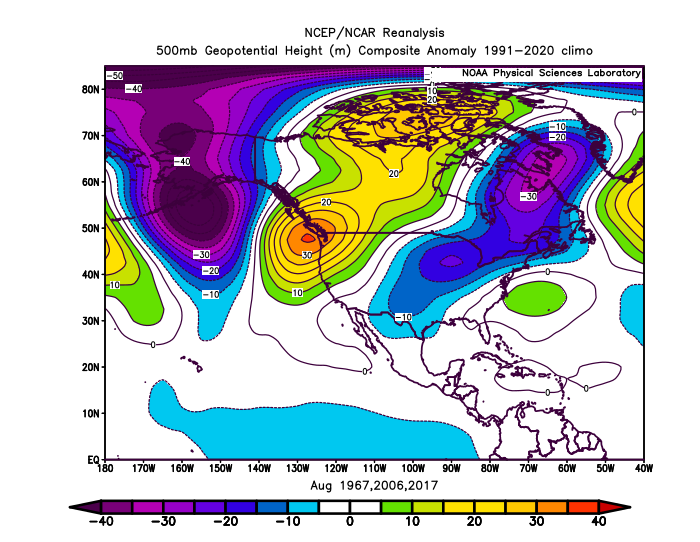 NCEP/NCAR Reanalysis
500mb Geopotential Height (m) Composite Anomaly 1991-2020 climo
NOAA Physical Sciences Laboratory
-50
-40
10
20
80N
0
-10
-20
70N
-40
20
60N
-30
20
50N
-30
30
-20
0
40N
10
10
-10
-10
30N
0
20N
0
0
0
10N
EQ
180 170W 160W 150W 140W 130W 120W 110W 100W 90W 80W 70W 60W 50W 40W
Aug 1967,2006,2017
-40 -30 -20 -10 0 10 20 30 40